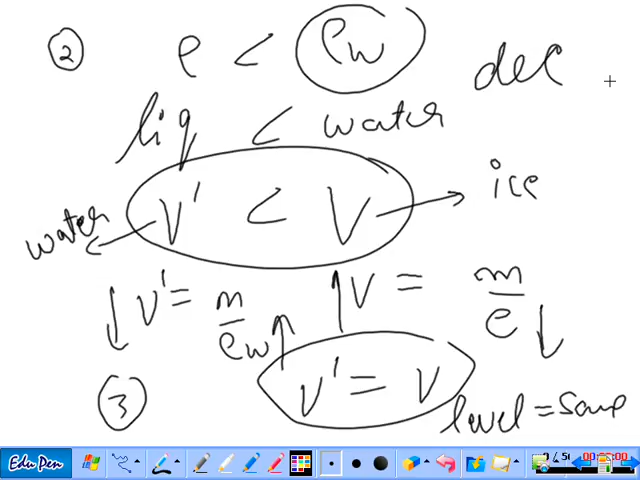 ② ρ < ρw
dec
liq < water
V' < V
ice
water
↓ V' = m/ρw ↑
↑ V = m/ρ ↓
V' = V
③
level = same
Edu Pen